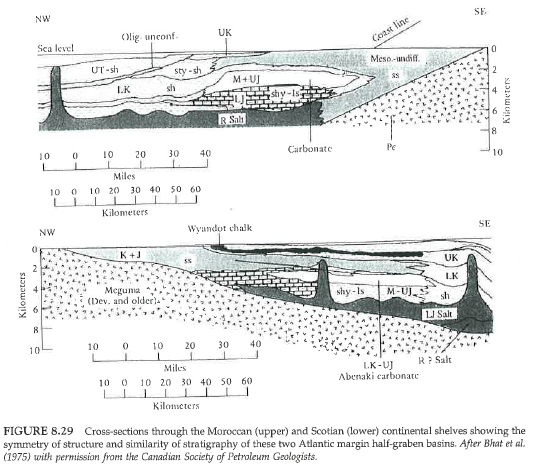 NW
SE
Coast line
Olig. unconf.
UK
Sea level
0
Meso.-undiff.
UT-sh
sty-sh
2
M+UJ
ss
LK
sh
4
LJ
shy-ls
6
R Salt
8
Kilometers
Carbonate
Pe
10
10 0 10 20 30 40
Miles
10 0 10 20 30 40 50 60
Kilometers
Wyandot chalk
NW
SE
0
K+J
UK
ss
2
LK
Meguma
(Dev. and older)
4
shy-ls
M-UJ
sh
6
LJ Salt
8
Kilometers
10
R ? Salt
LK-UJ
Abenaki carbonate
10 0 10 20 30 40
Miles
10 0 10 20 30 40 50 60
Kilometers
FIGURE 8.29 Cross-sections through the Moroccan (upper) and Scotian (lower) continental shelves showing the
symmetry of structure and similarity of stratigraphy of these two Atlantic margin half-graben basins. After Bhat et al.
(1975) with permission from the Canadian Society of Petroleum Geologists.